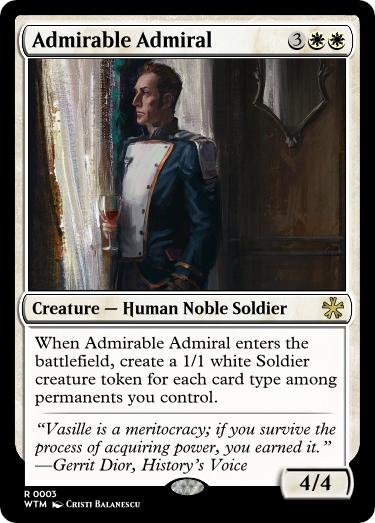 Admirable Admiral 3
Creature — Human Noble Soldier
When Admirable Admiral enters the
battlefield, create a 1/1 white Soldier
creature token for each card type among
permanents you control.
“Vasille is a meritocracy; if you survive the
process of acquiring power, you earned it.”
—Gerrit Dior, History’s Voice
4/4
R 0003
WTM Cristi Balanescu